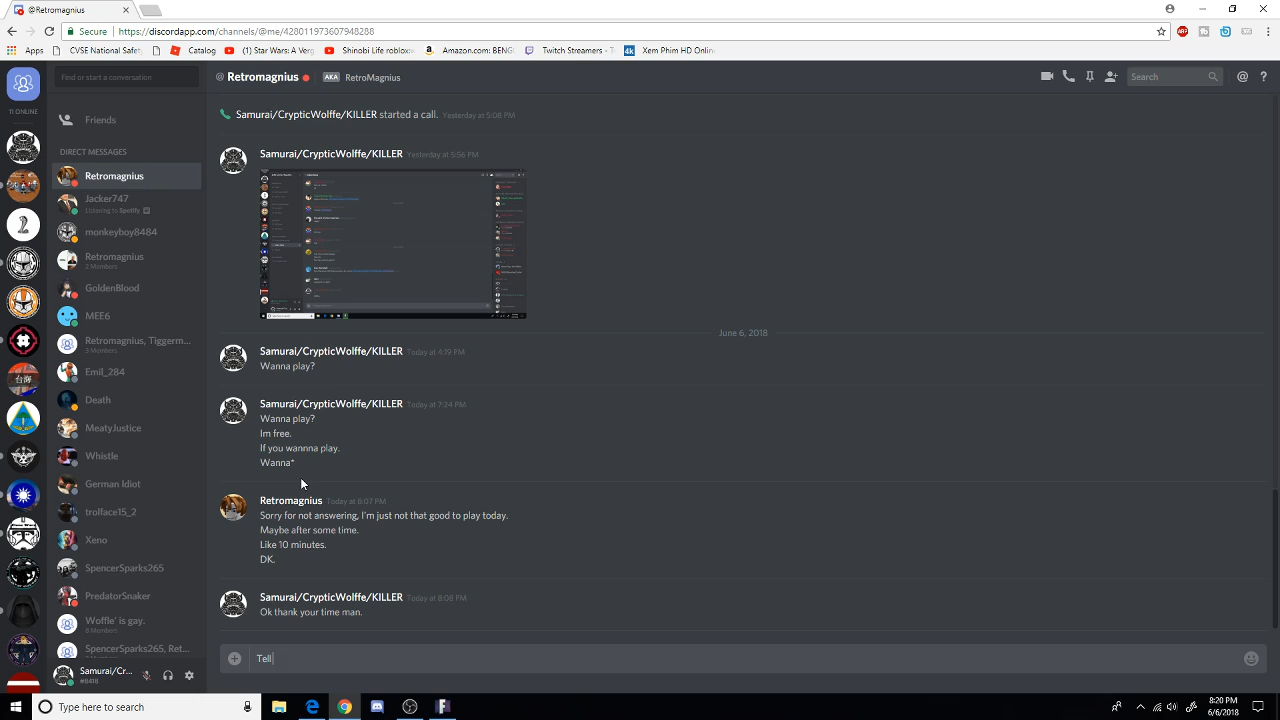 @Retromagnius
Secure https://discordapp.com/channels/@me/428011973607948288
Apps
CVSE National Safet
D
Catalog
(1) Star Wars: A Verg
Shinobi Life roblox
Amazon.com: BENGL
Twitch Streamers - T
4k Xem Phim HD Onlin
Find or start a conversation
@ Retromagnius AKA RetroMagnius
Search
11 ONLINE
Friends
DIRECT MESSAGES
Retromagnius
Jacker747
Listening to Spotify
monkeyboy8484
Retromagnius
2 Members
GoldenBlood
MEE6
Retromagnius, Tiggerm...
3 Members
Emil_284
Death
MeatyJustice
Whistle
German Idiot
trolface15_2
Xeno
SpencerSparks265
PredatorSnaker
Woffle' is gay.
8 Members
SpencerSparks265, Ret...
Samurai/Cr...
#8418
Samurai/CrypticWolffe/KILLER started a call. Yesterday at 5:08 PM
Samurai/CrypticWolffe/KILLER Yesterday at 5:56 PM
June 6, 2018
Samurai/CrypticWolffe/KILLER Today at 4:19 PM
Wanna play?
Samurai/CrypticWolffe/KILLER Today at 7:24 PM
Wanna play?
Im free.
If you wannna play.
Wanna*
Retromagnius Today at 8:07 PM
Sorry for not answering, I'm just not that good to play today.
Maybe after some time.
Like 10 minutes.
DK.
Samurai/CrypticWolffe/KILLER Today at 8:08 PM
Ok thank your time man.
Tell
Type here to search
8:20 PM
6/6/2018